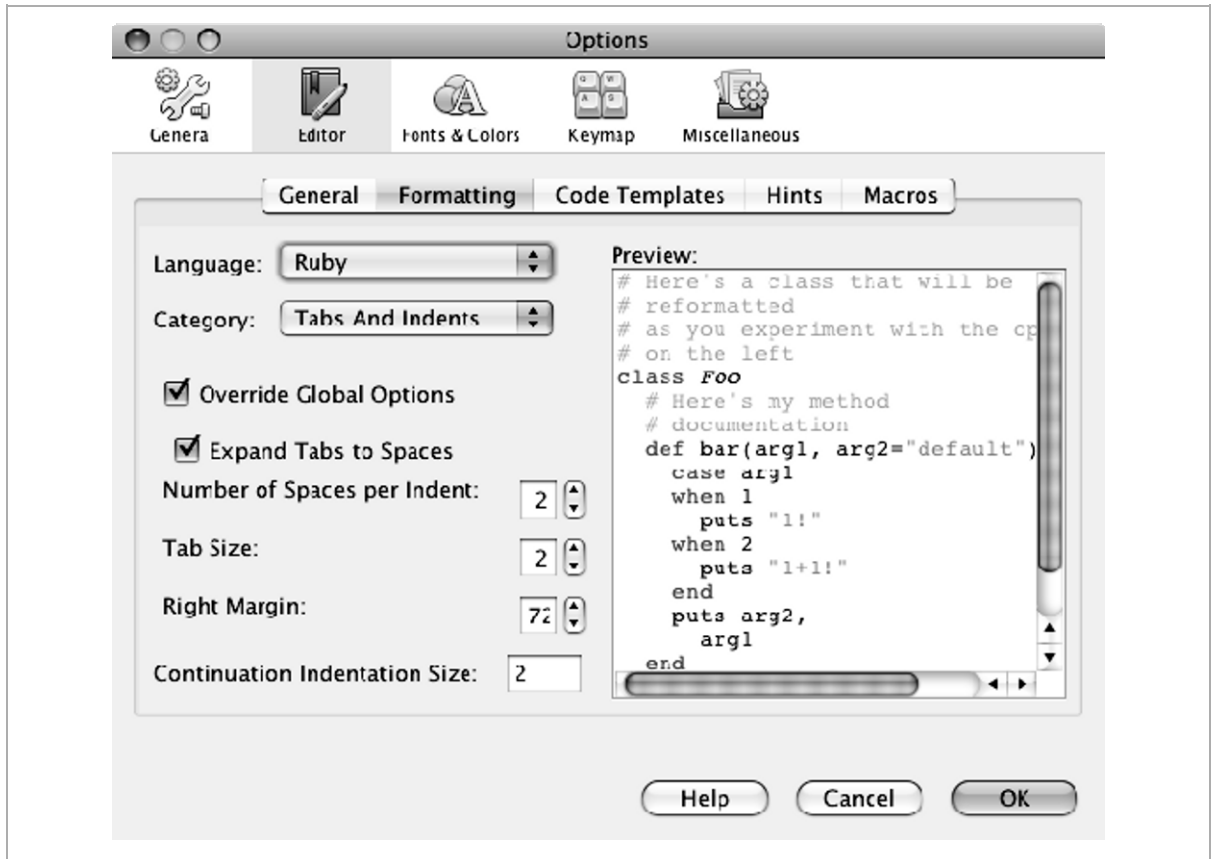 Options
General Editor Fonts & Colors Keymap Miscellaneous
General Formatting Code Templates Hints Macros
Language: Ruby
Category: Tabs And Indents
Override Global Options
Expand Tabs to Spaces
Number of Spaces per Indent: 2
Tab Size: 2
Right Margin: 72
Continuation Indentation Size: 2
Preview:
# Here's a class that will be
# reformatted
# as you experiment with the op
# on the left
class Foo
# Here's my method
# documentation
def bar(arg1, arg2="default")
case arg1
when 1
puts "1!"
when 2
puts "1+1!"
end
puts arg2,
arg1
end
Help Cancel OK